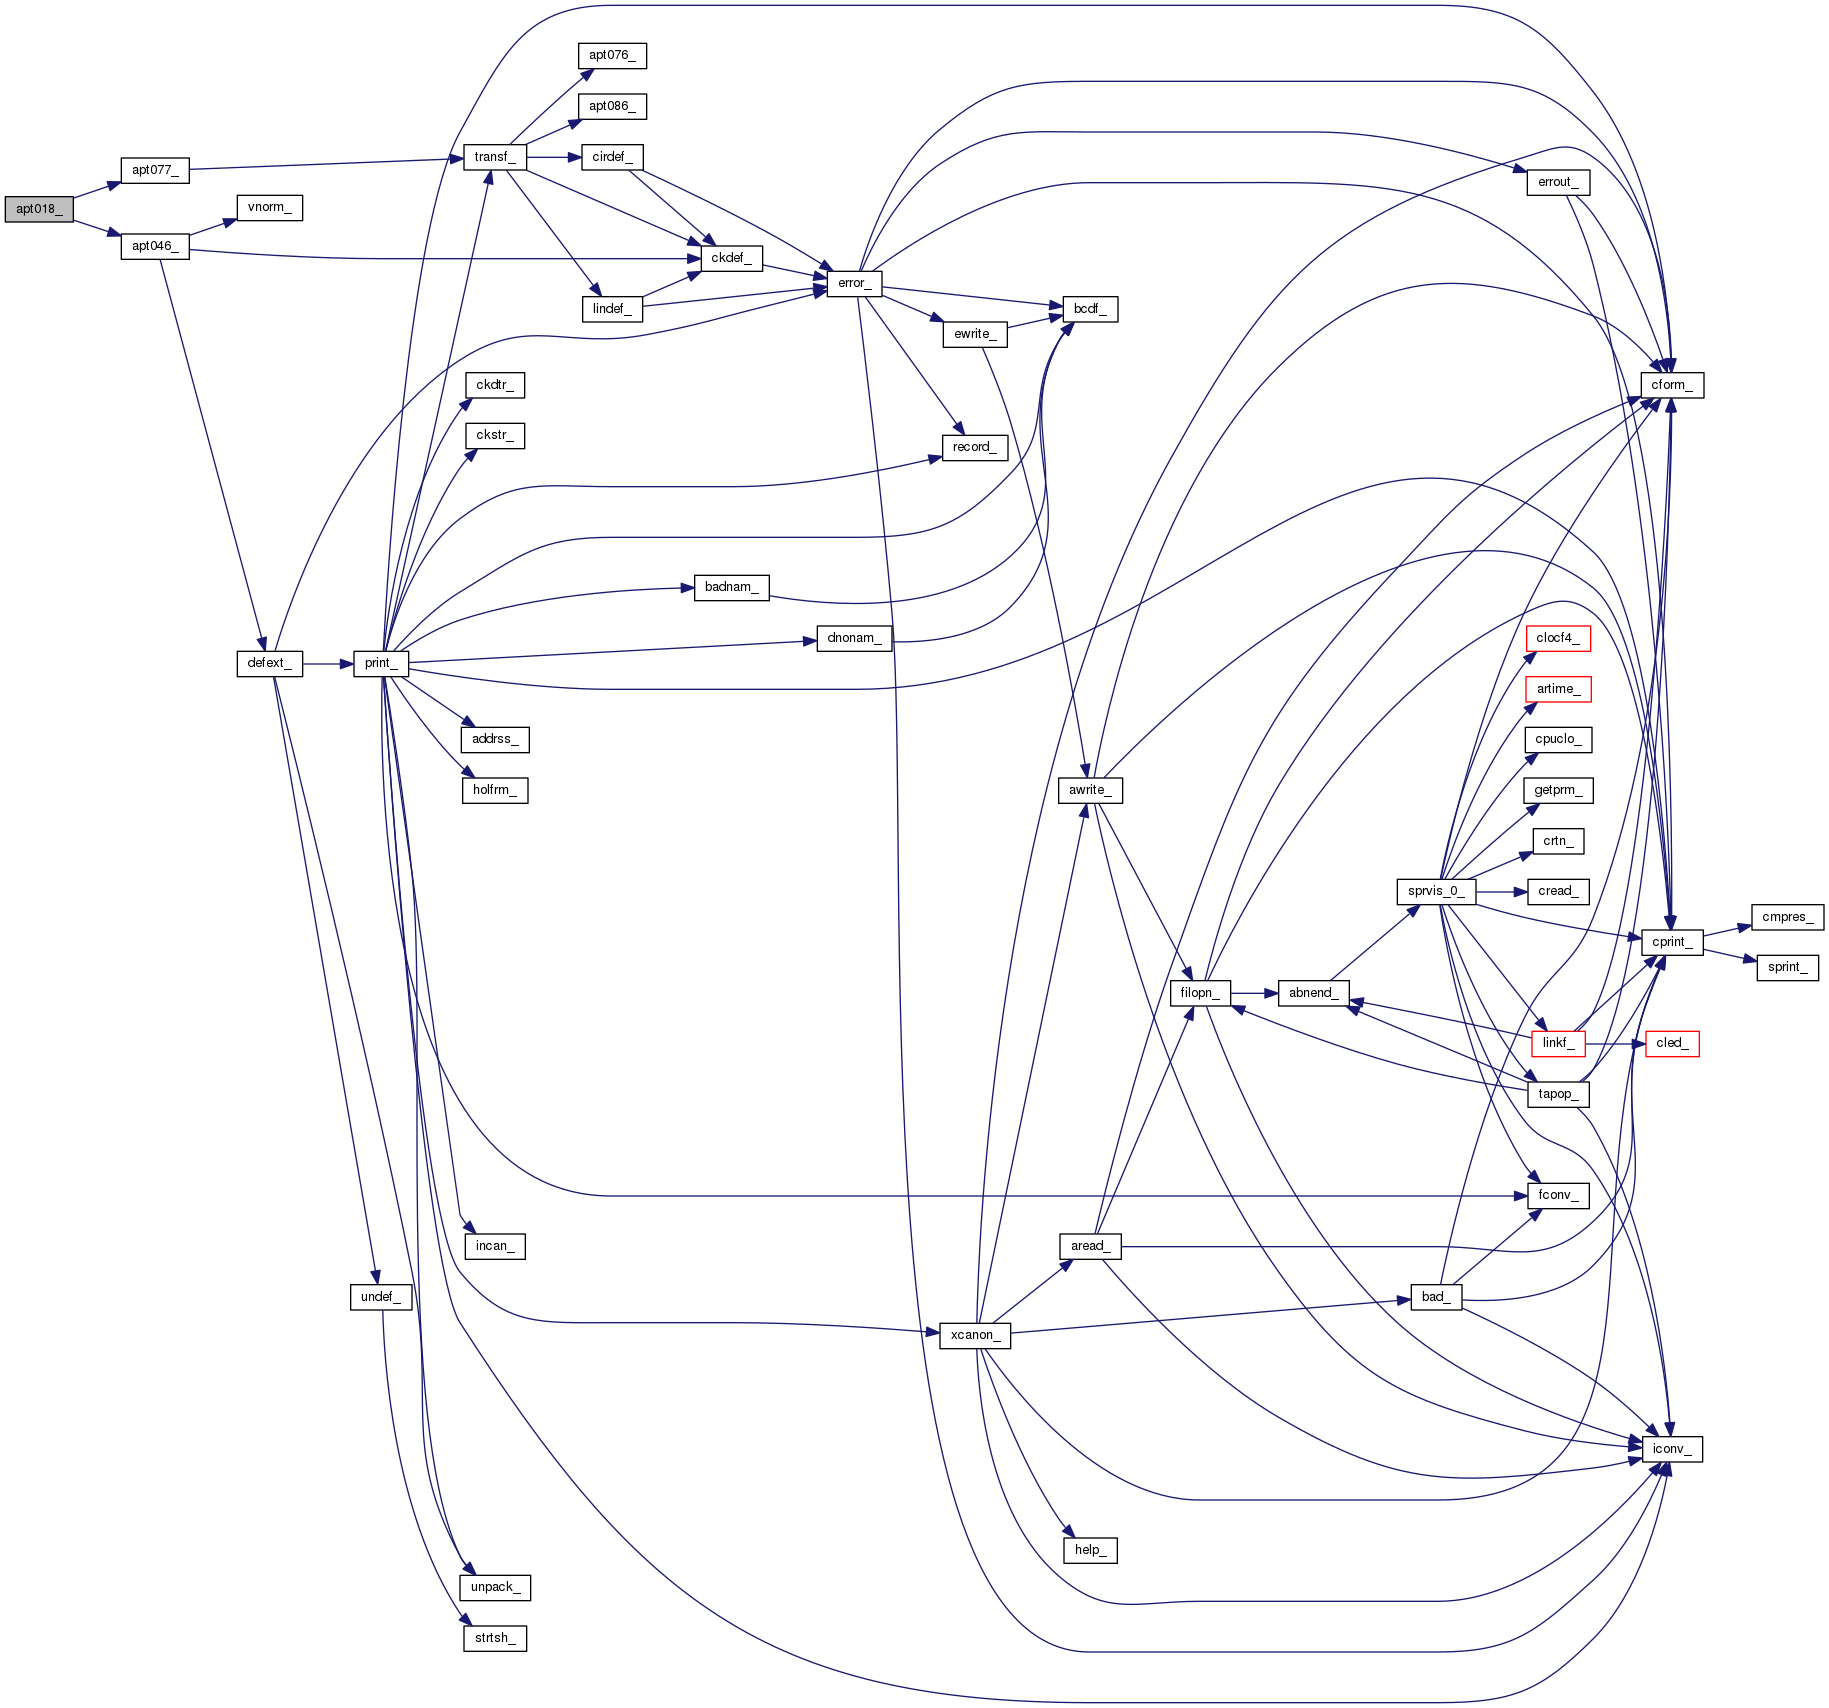 apt076_
apt086_
apt077_
transf_
cirdef_
errout_
apt018_
vnorm_
apt046_
ckdef_
error_
lindef_
bcdf_
ewrite_
ckdtr_
cform_
ckstr_
record_
badnam_
dnonam_
clocf4_
defext_
print_
artime_
addrss_
cpuclo_
holfrm_
awrite_
getprm_
crtn_
sprvis_0_
cread_
cmpres_
cprint_
sprint_
filopn_
abnend_
linkf_
cled_
tapop_
fconv_
incan_
aread_
undef_
bad_
xcanon_
iconv_
help_
unpack_
strtsh_